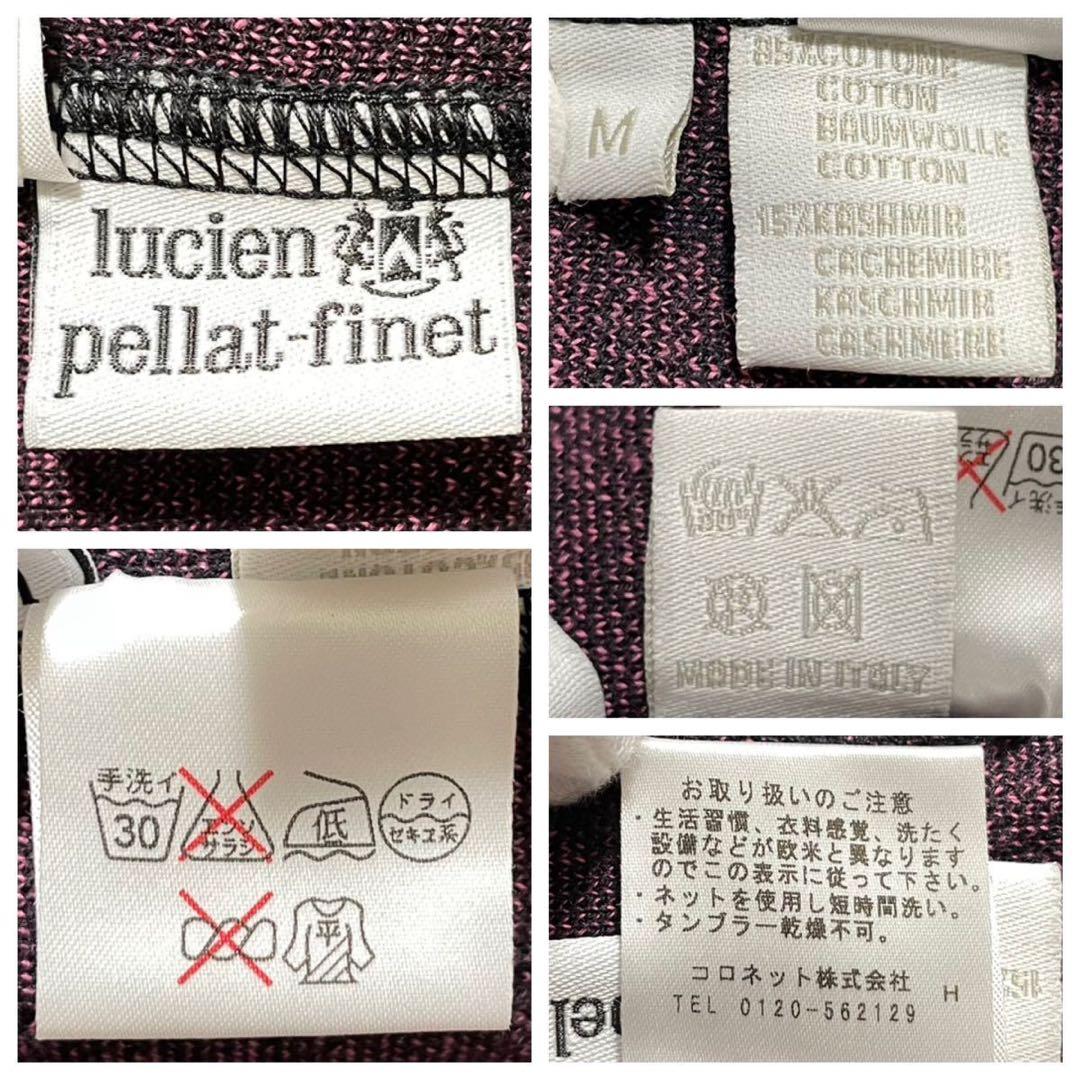 lucien
pellat-finet
M
85%COTONE
COTON
BAUMWOLLE
COTTON
15%KASHMIR
CACHEMIRE
KASCHMIR
CASHMERE
30
手洗イ
P
MADE IN ITALY
手洗イ
30
エンソ
サラシ
低
ドライ
セキユ系
平
お取り扱いのご注意
・生活習慣、衣料感覚、洗たく
設備などが欧米と異なります
のでこの表示に従って下さい。
・ネットを使用し短時間洗い。
・タンブラー乾燥不可。
コロネット株式会社
TEL 0120-562129
H
15%
pel